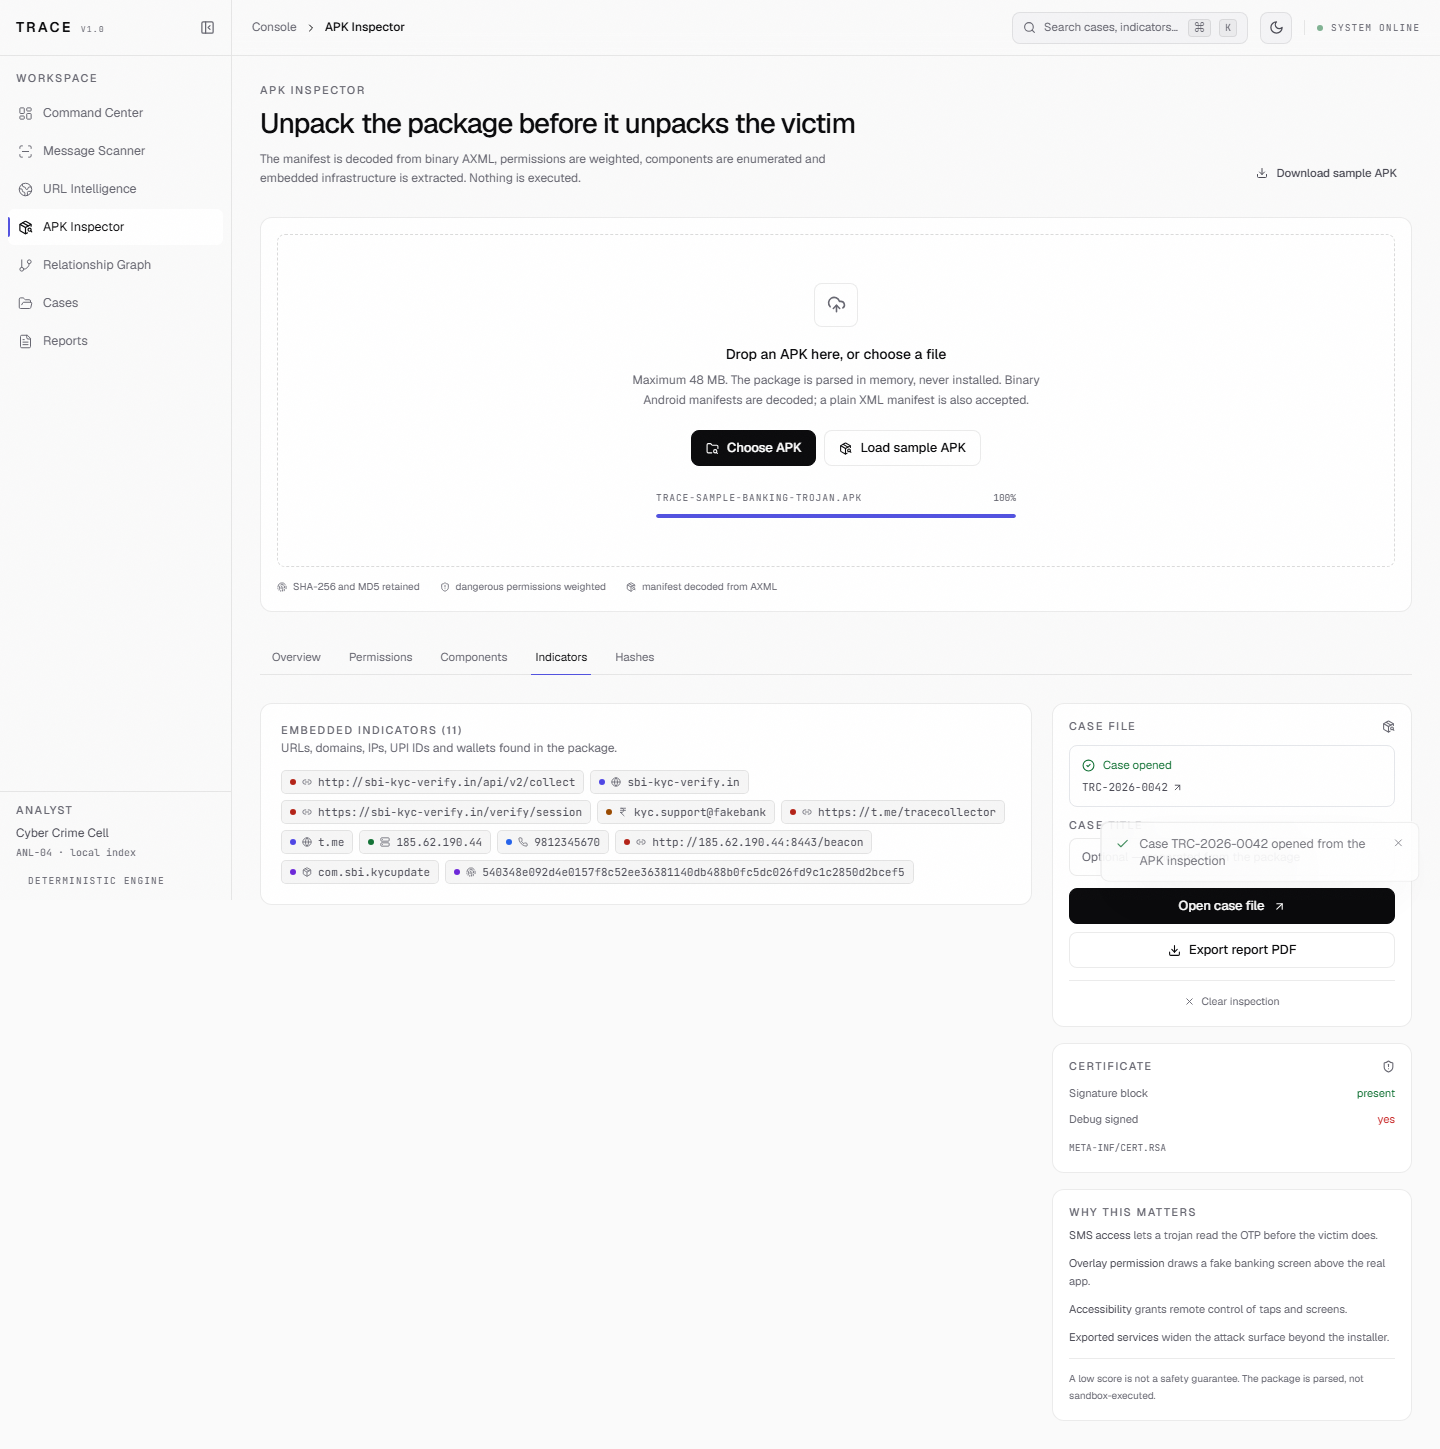 TRACE V1.0
Console > APK Inspector
Search cases, indicators... ⌘ K
SYSTEM ONLINE
WORKSPACE
Command Center
Message Scanner
URL Intelligence
APK Inspector
Relationship Graph
Cases
Reports
ANALYST
Cyber Crime Cell
ANL-04 · local index
DETERMINISTIC ENGINE
APK INSPECTOR
Unpack the package before it unpacks the victim
The manifest is decoded from binary AXML, permissions are weighted, components are enumerated and
embedded infrastructure is extracted. Nothing is executed.
Download sample APK
Drop an APK here, or choose a file
Maximum 48 MB. The package is parsed in memory, never installed. Binary
Android manifests are decoded; a plain XML manifest is also accepted.
Choose APK
Load sample APK
TRACE-SAMPLE-BANKING-TROJAN.APK 100%
SHA-256 and MD5 retained
dangerous permissions weighted
manifest decoded from AXML
Overview Permissions Components Indicators Hashes
EMBEDDED INDICATORS (11)
URLs, domains, IPs, UPI IDs and wallets found in the package.
http://sbi-kyc-verify.in/api/v2/collect
sbi-kyc-verify.in
https://sbi-kyc-verify.in/verify/session
₹ kyc.support@fakebank
https://t.me/tracecollector
t.me
185.62.190.44
9812345670
http://185.62.190.44:8443/beacon
com.sbi.kycupdate
540348e092d4e0157f8c52ee36381140db488b0fc5dc026fd9c1c2850d2bcef5
CASE FILE
Case opened
TRC-2026-0042
CASE TITLE
Case TRC-2026-0042 opened from the
APK inspection
Open case file
Export report PDF
Clear inspection
CERTIFICATE
Signature block present
Debug signed yes
META-INF/CERT.RSA
WHY THIS MATTERS
SMS access lets a trojan read the OTP before the victim does.
Overlay permission draws a fake banking screen above the real
app.
Accessibility grants remote control of taps and screens.
Exported services widen the attack surface beyond the installer.
A low score is not a safety guarantee. The package is parsed, not
sandbox-executed.